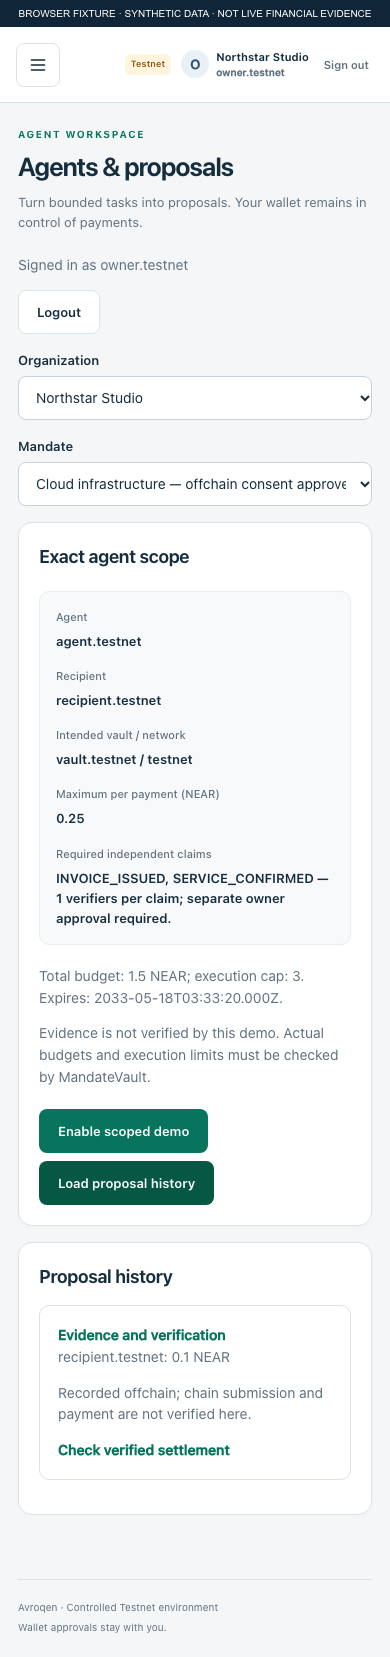 BROWSER FIXTURE · SYNTHETIC DATA · NOT LIVE FINANCIAL EVIDENCE
Testnet
O
Northstar Studio
owner.testnet
Sign out
AGENT WORKSPACE
Agents & proposals
Turn bounded tasks into proposals. Your wallet remains in
control of payments.
Signed in as owner.testnet
Logout
Organization
Northstar Studio
Mandate
Cloud infrastructure — offchain consent approve
Exact agent scope
Agent
agent.testnet
Recipient
recipient.testnet
Intended vault / network
vault.testnet / testnet
Maximum per payment (NEAR)
0.25
Required independent claims
INVOICE_ISSUED, SERVICE_CONFIRMED —
1 verifiers per claim; separate owner
approval required.
Total budget: 1.5 NEAR; execution cap: 3.
Expires: 2033-05-18T03:33:20.000Z.
Evidence is not verified by this demo. Actual
budgets and execution limits must be checked
by MandateVault.
Enable scoped demo
Load proposal history
Proposal history
Evidence and verification
recipient.testnet: 0.1 NEAR
Recorded offchain; chain submission and
payment are not verified here.
Check verified settlement
Avroqen · Controlled Testnet environment
Wallet approvals stay with you.